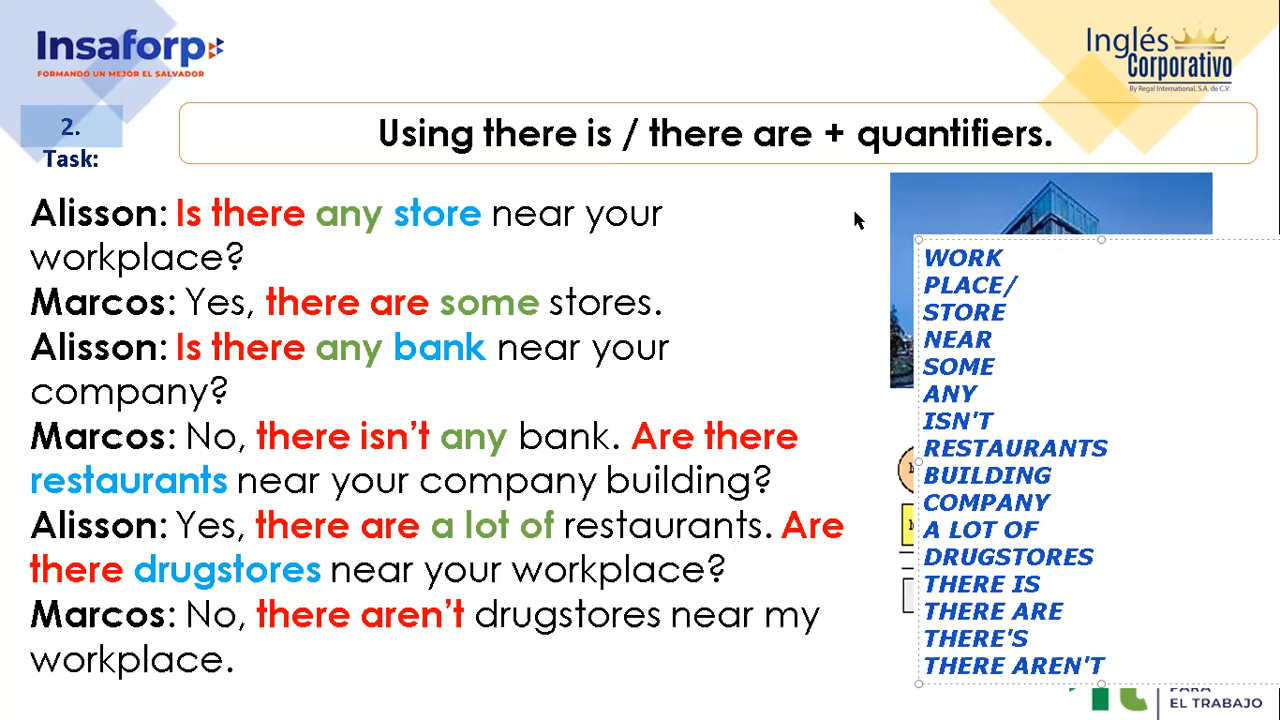 Insaforp
FORMANDO UN MEJOR EL SALVADOR
Inglés
Corporativo
By Regal International, S.A. de C.V.
2.
Task:
Using there is / there are + quantifiers.
Alisson: Is there any store near your
workplace?
Marcos: Yes, there are some stores.
Alisson: Is there any bank near your
company?
Marcos: No, there isn't any bank. Are there
restaurants near your company building?
Alisson: Yes, there are a lot of restaurants. Are
there drugstores near your workplace?
Marcos: No, there aren't drugstores near my
workplace.
WORK
PLACE/
STORE
NEAR
SOME
ANY
ISN'T
RESTAURANTS
BUILDING
COMPANY
A LOT OF
DRUGSTORES
THERE IS
THERE ARE
THERE'S
THERE AREN'T
PARA
EL TRABAJO